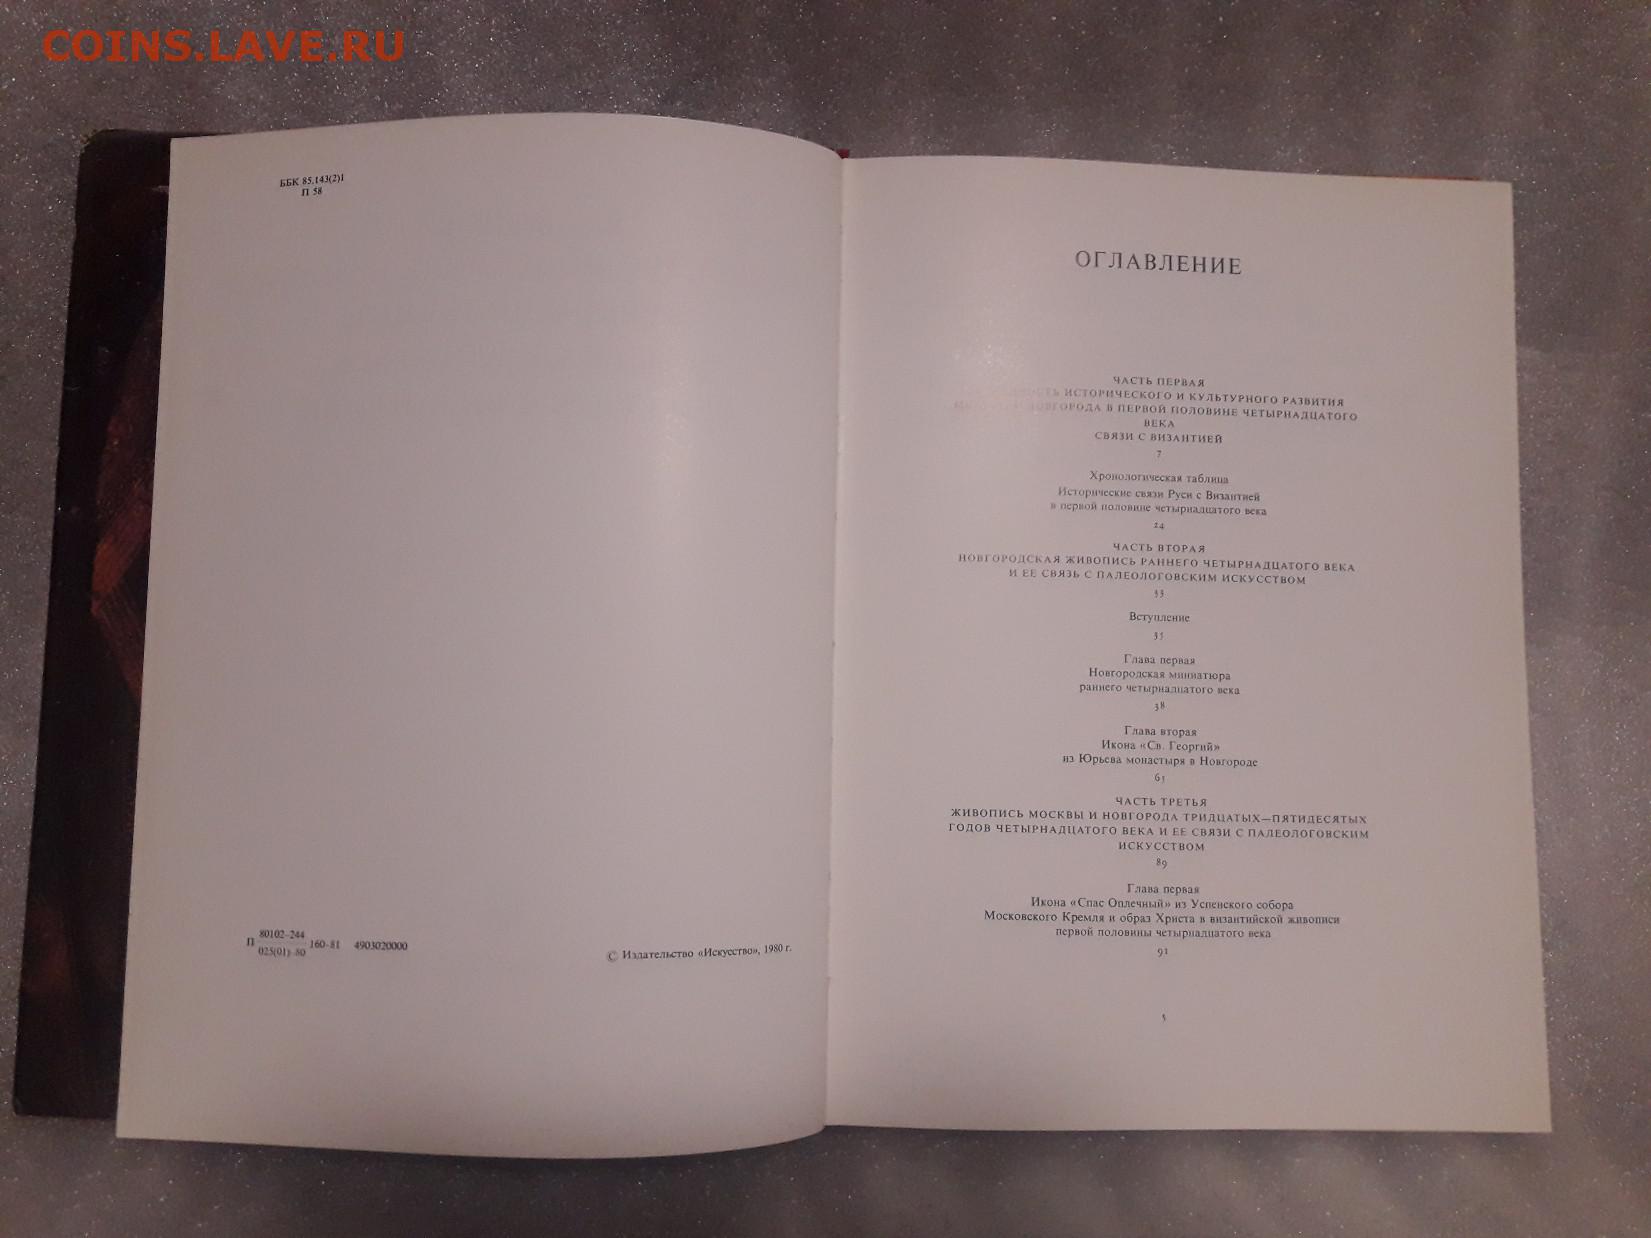 COINS.LAVE.RU
ББК 85.143(2)1
П 58
80102-244
П 160-81 4903020000
025(01)-80
© Издательство «Искусство», 1980 г.
ОГЛАВЛЕНИЕ
ЧАСТЬ ПЕРВАЯ
ИСТОРИЧЕСКОГО И КУЛЬТУРНОГО РАЗВИТИЯ
НОВГОРОДА В ПЕРВОЙ ПОЛОВИНЕ ЧЕТЫРНАДЦАТОГО
ВЕКА
СВЯЗИ С ВИЗАНТИЕЙ
7
Хронологическая таблица
Исторические связи Руси с Византией
в первой половине четырнадцатого века
24
ЧАСТЬ ВТОРАЯ
НОВГОРОДСКАЯ ЖИВОПИСЬ РАННЕГО ЧЕТЫРНАДЦАТОГО ВЕКА
И ЕЕ СВЯЗЬ С ПАЛЕОЛОГОВСКИМ ИСКУССТВОМ
33
Вступление
35
Глава первая
Новгородская миниатюра
раннего четырнадцатого века
38
Глава вторая
Икона «Св. Георгий»
из Юрьева монастыря в Новгороде
65
ЧАСТЬ ТРЕТЬЯ
ЖИВОПИСЬ МОСКВЫ И НОВГОРОДА ТРИДЦАТЫХ—ПЯТИДЕСЯТЫХ
ГОДОВ ЧЕТЫРНАДЦАТОГО ВЕКА И ЕЕ СВЯЗИ С ПАЛЕОЛОГОВСКИМ
ИСКУССТВОМ
89
Глава первая
Икона «Спас Оплечный» из Успенского собора
Московского Кремля и образ Христа в византийской живописи
первой половины четырнадцатого века
91
5